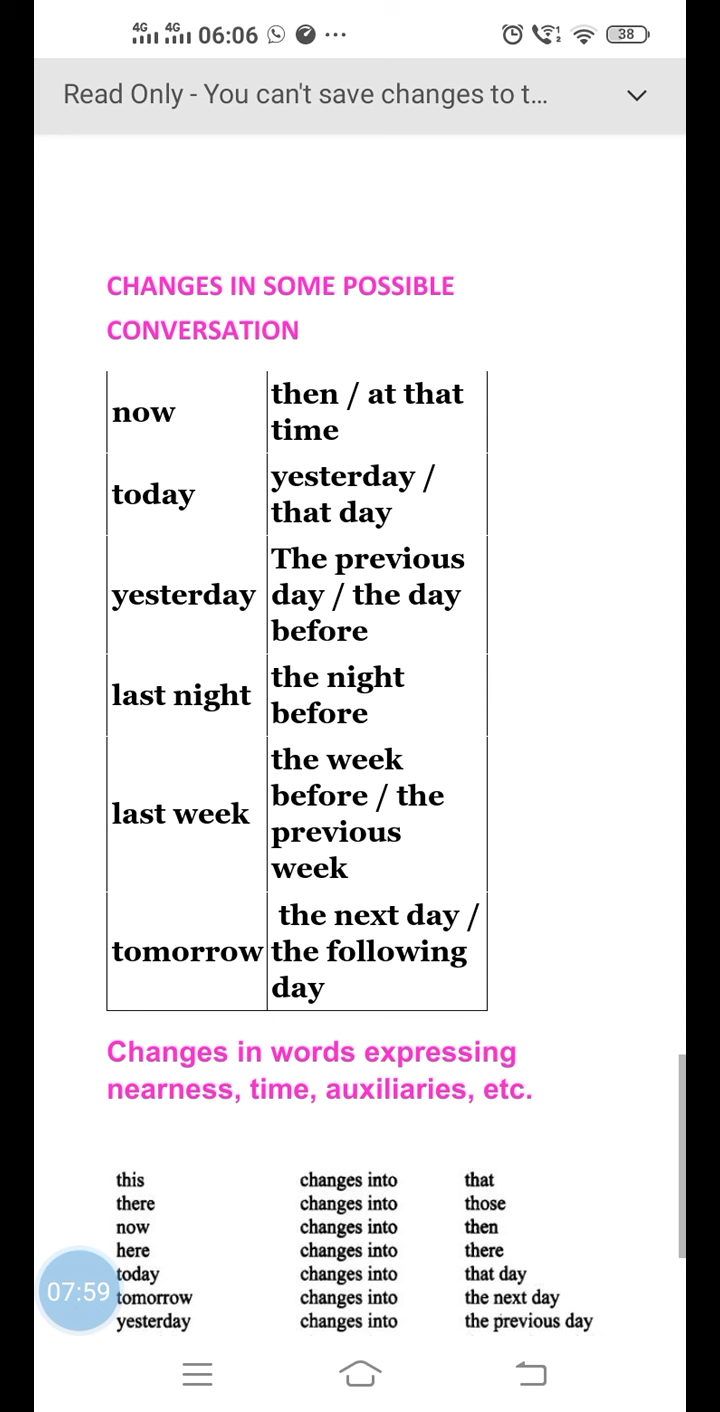 4G 4G 06:06 ... 38
Read Only - You can't save changes to t...
CHANGES IN SOME POSSIBLE
CONVERSATION
now then / at that
time
today yesterday /
that day
yesterday The previous
day / the day
before
last night the night
before
last week the week
before / the
previous
week
tomorrow the next day /
the following
day
Changes in words expressing
nearness, time, auxiliaries, etc.
this changes into that
there changes into those
now changes into then
here changes into there
today changes into that day
07:59
tomorrow changes into the next day
yesterday changes into the previous day